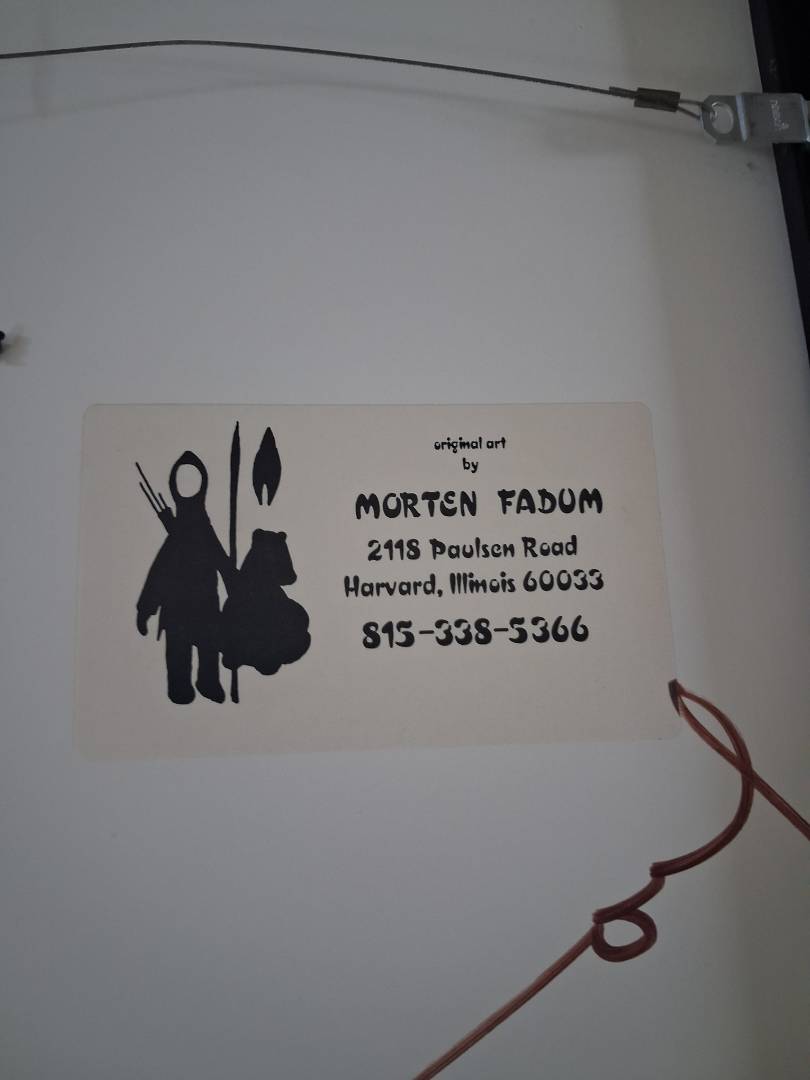 original art
by
MORTEN FADUM
2118 Paulsen Road
Harvard, Illinois 60033
815-338-5366